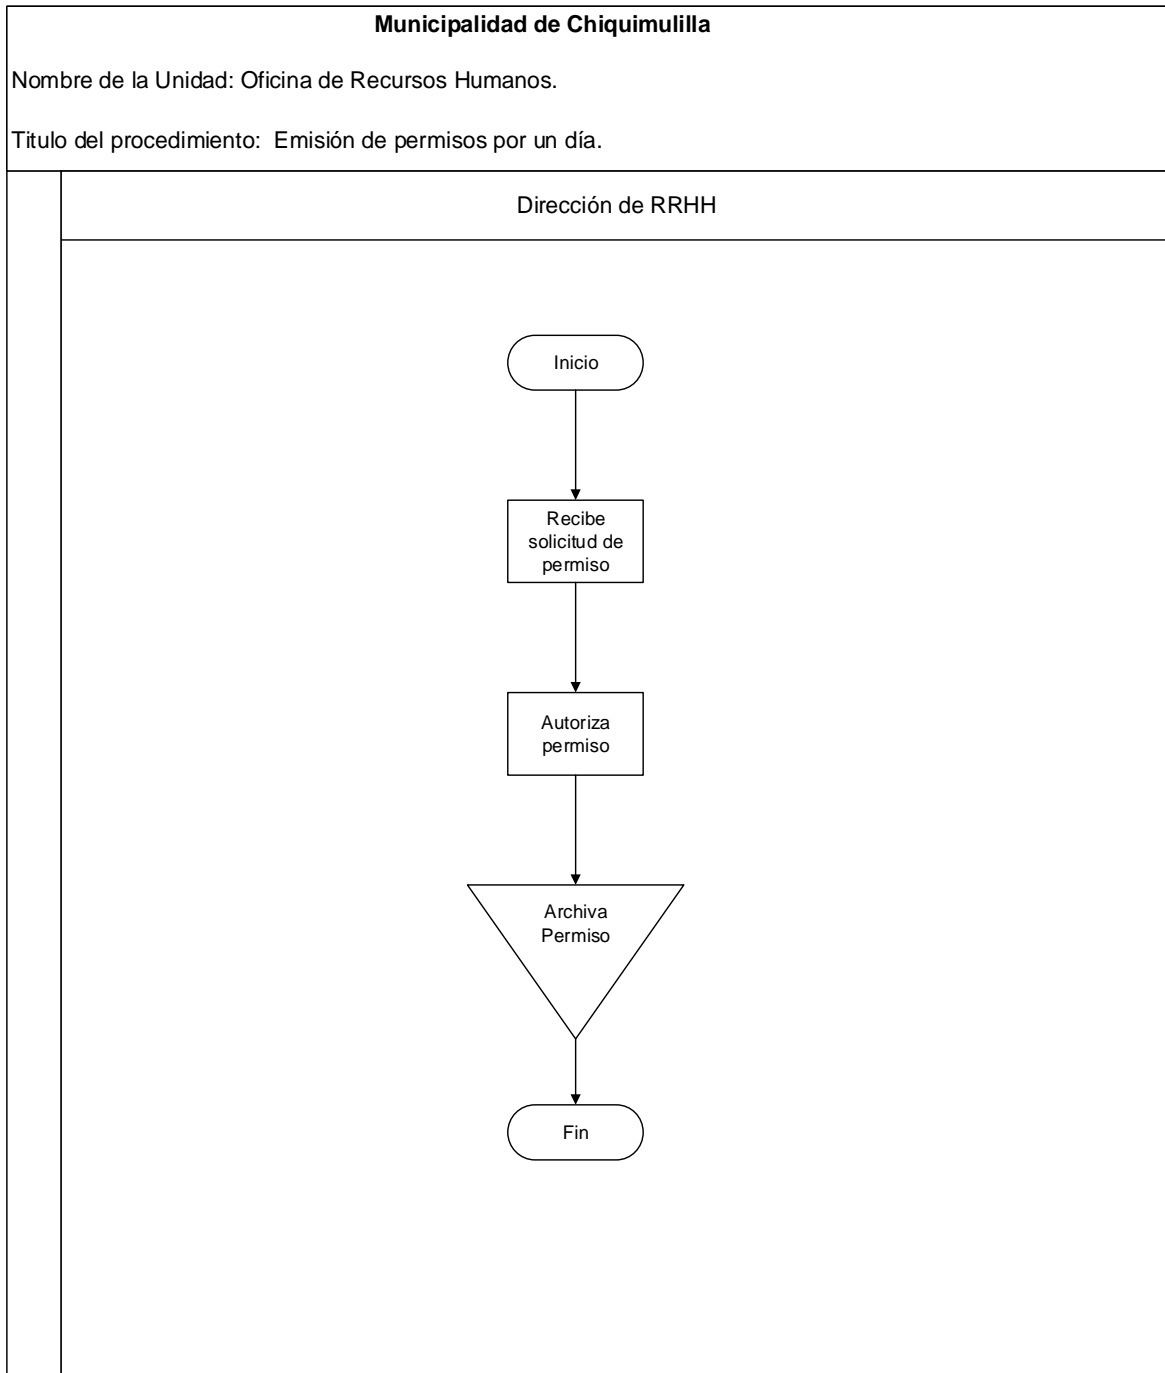 Municipalidad de Chiquimulilla
Nombre de la Unidad: Oficina de Recursos Humanos.
Titulo del procedimiento:  Emisión de permisos por un día.
Dirección de RRHH
Inicio
Recibe
solicitud de
permiso
Autoriza
permiso
Archiva
Permiso
Fin